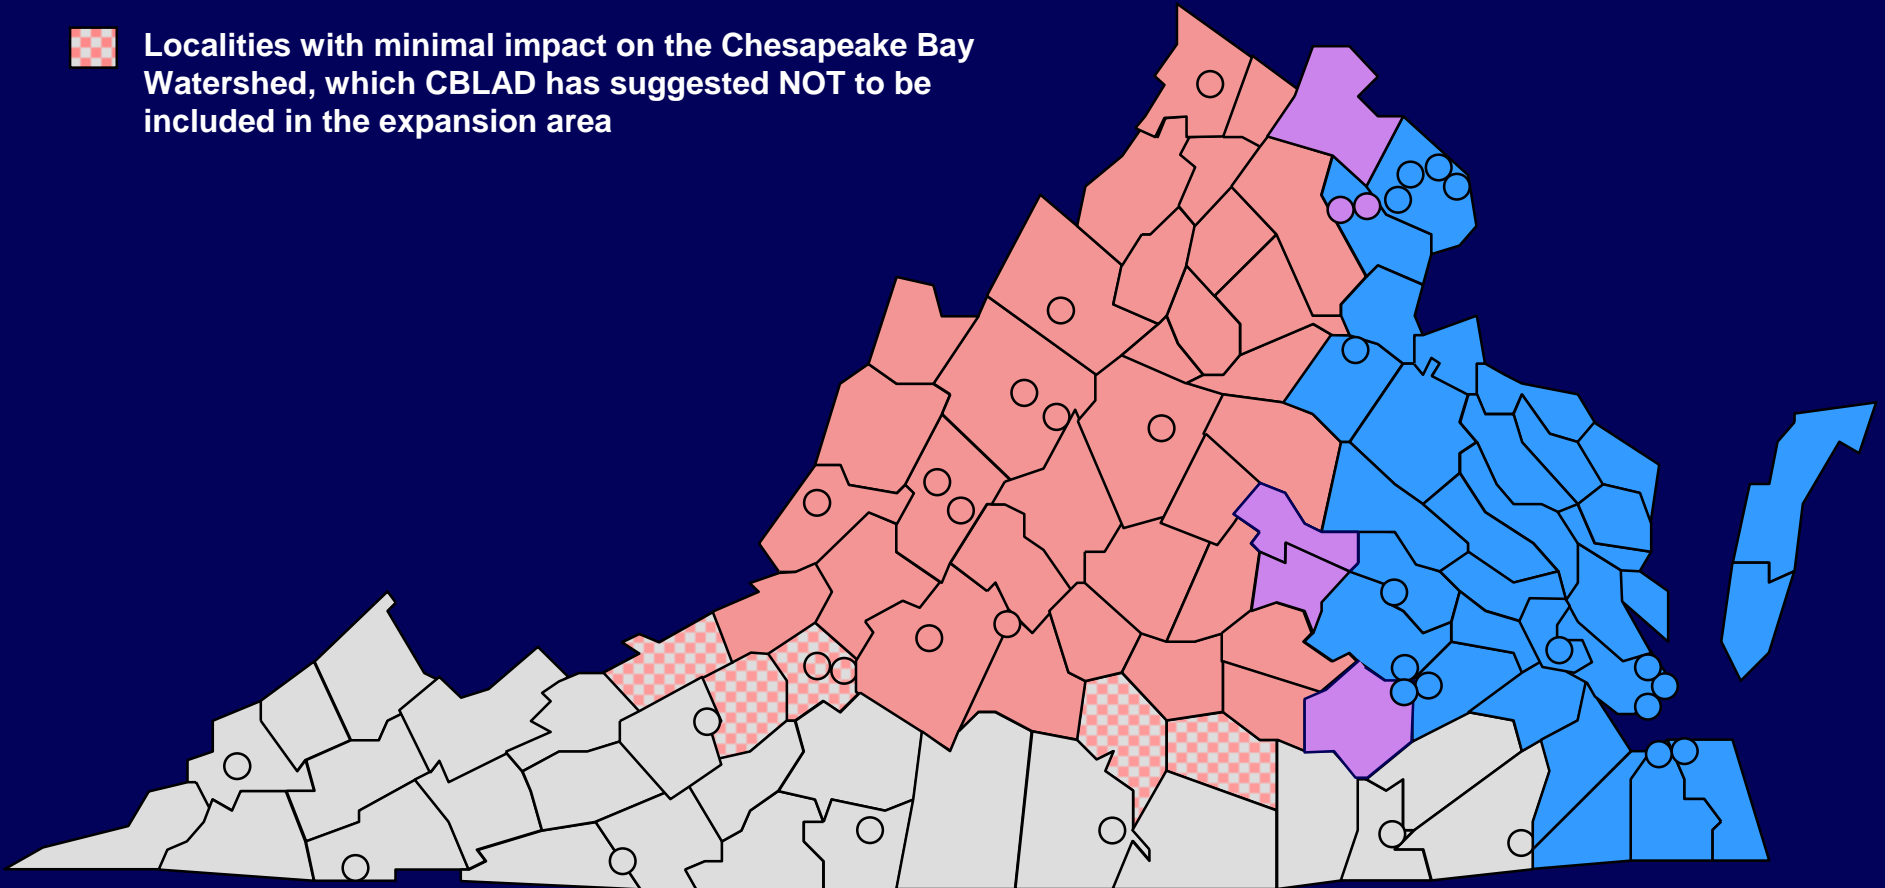 Localities with minimal impact on the Chesapeake Bay
Watershed, which CBLAD has suggested NOT to be
included in the expansion area